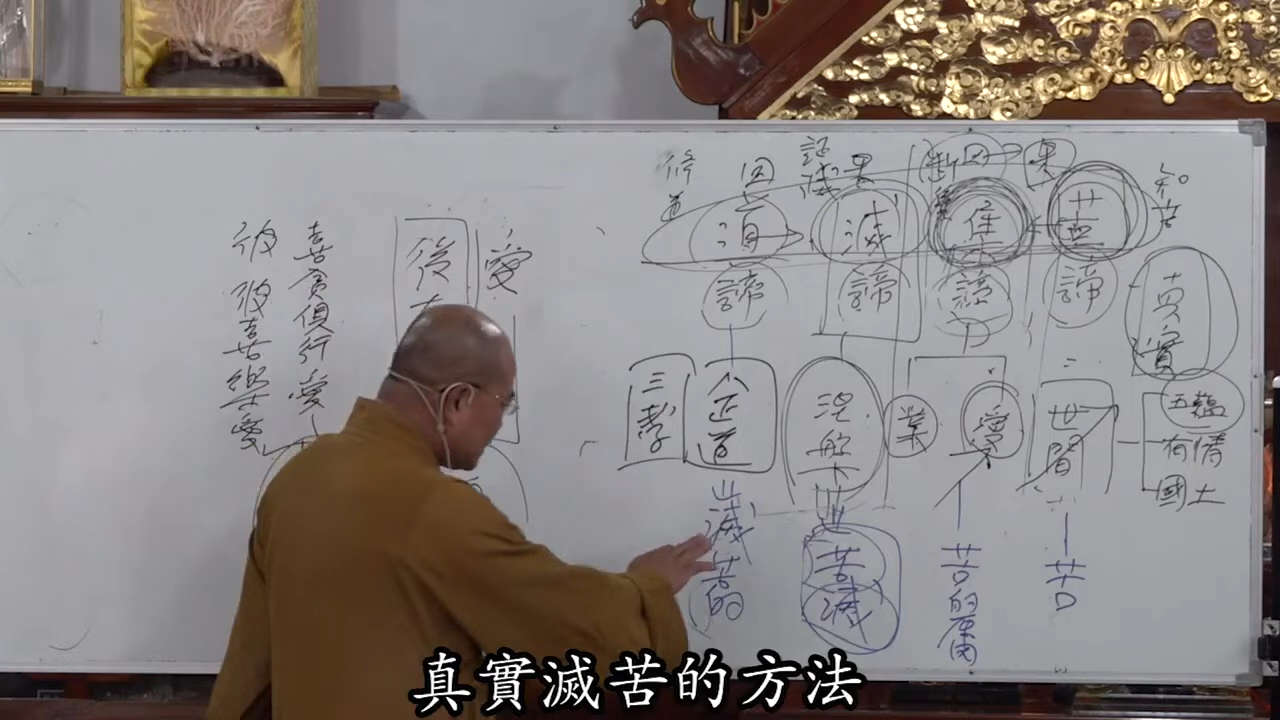 知苦
果
斷
因
證滅
果
因
修道
苦諦
集諦
滅諦
道諦
真實
世間
五蘊
有情
國土
愛
業
涅槃
八正道
三學
苦
苦的
苦滅
滅苦的
愛
後
喜貪俱行愛
彼彼喜樂愛
真實滅苦的方法